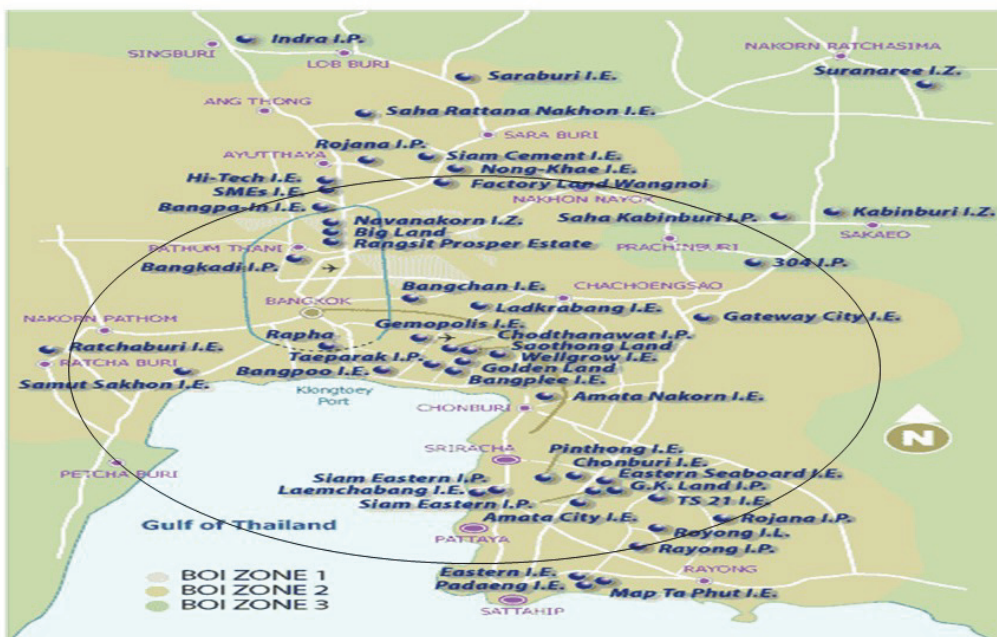 Indra I.P.
SINGBURI
LOB BURI
NAKORN RATCHASIMA
Suranaree I.Z.
Saraburi I.E.
ANG THONG
Saha Rattana Nakhon I.E.
SARA BURI
Rojana I.P.
AYUTTHAYA
Siam Cement I.E.
Nong-Khae I.E.
Hi-Tech I.E.
Factory Land Wangnoi
SMEs I.E.
NAKHON NAYOK
Bangpa-In I.E.
Navanakorn I.Z.
Saha Kabinburi I.P.
Kabinburi I.Z.
Big Land
SAKAEO
PATHUM THANI
Rangsit Prosper Estate
PRACHINBURI
Bangkadi I.P.
304 I.P.
Bangchan I.E.
CHACHOENGSAO
BANGKOK
Ladkrabang I.E.
Gateway City I.E.
NAKORN PATHOM
Gemopolis I.E.
Rapha
Chodthanawat I.P.
Ratchaburi I.E.
Saothong Land
Taeparak I.P.
Wellgrow I.E.
RATCHA BURI
Bangpoo I.E.
Golden Land
Samut Sakhon I.E.
Bangplee I.E.
Klongtoey
Port
Amata Nakorn I.E.
CHONBURI
SRIRACHA
Pinthong I.E.
Chonburi I.E.
PETCHA BURI
Siam Eastern I.P.
Eastern Seaboard I.E.
Laemchabang I.E.
G.K. Land I.P.
Siam Eastern I.P.
TS 21 I.E.
Gulf of Thailand
Amata City I.E.
Rojana I.P.
PATTAYA
Royong I.L.
Rayong I.P.
BOI ZONE 1
Eastern I.E.
RAYONG
BOI ZONE 2
Padaeng I.E.
Map Ta Phut I.E.
BOI ZONE 3
SATTAHIP
N